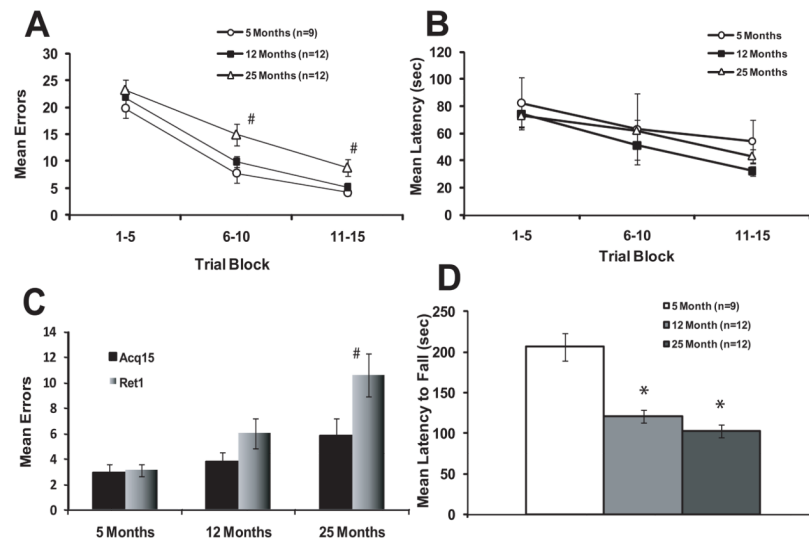 A
5 Months (n=9)
12 Months (n=12)
25 Months (n=12)
Mean Errors
30
25
20
15
10
5
0
#
#
1-5
6-10
11-15
Trial Block
B
5 Months
12 Months
25 Months
Mean Latency (sec)
120
100
80
60
40
20
0
1-5
6-10
11-15
Trial Block
C
Acq15
Ret1
Mean Errors
14
12
10
8
6
4
2
0
#
5 Months
12 Months
25 Months
D
5 Month (n=9)
12 Month (n=12)
25 Month (n=12)
Mean Latency to Fall (sec)
250
200
150
100
50
0
*
*